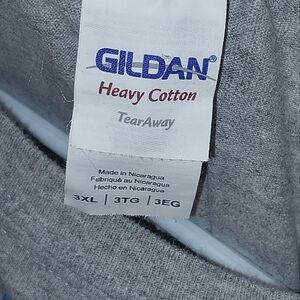 GILDAN®
Heavy Cotton
TearAway
Made in Nicaragua
Fabriqué au Nicaragua
Hecho en Nicaragua
3XL | 3TG | 3EG